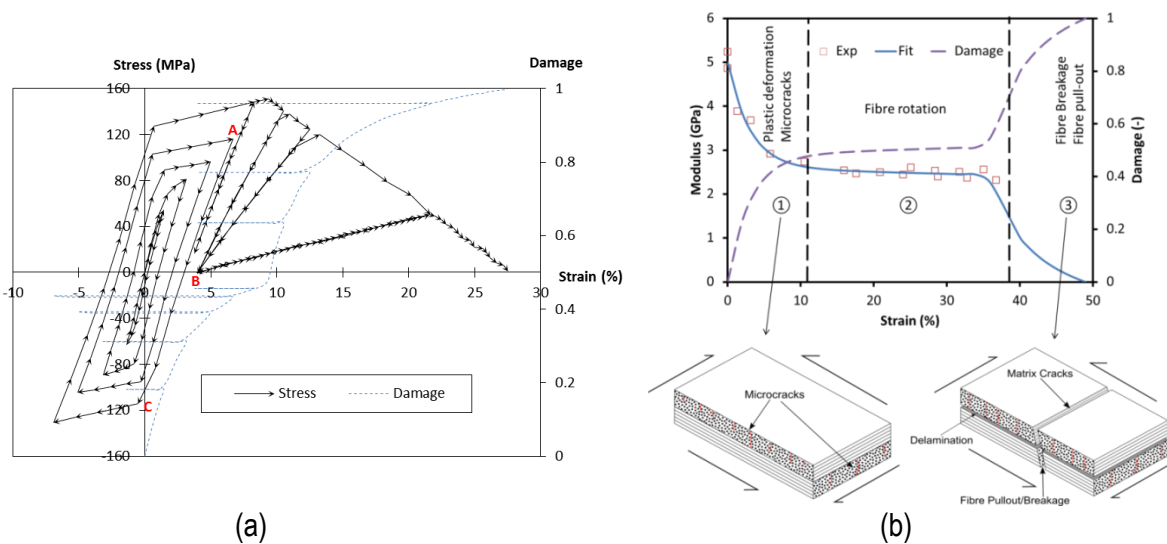 Stress (MPa)
Damage
160
120
80
40
0
-40
-80
-120
-160
-10
-5
0
5
10
15
20
25
30
Strain (%)
1
0.8
0.6
0.4
0.2
0
A
B
C
Stress
Damage
(a)
Modulus (GPa)
6
5
4
3
2
1
0
Exp
Fit
Damage
Plastic deformation
Microcracks
Fibre rotation
Fibre Breakage
Fibre pull-out
①
②
③
1
0.8
0.6
0.4
0.2
0
Damage (-)
0
10
20
30
40
50
Strain (%)
Microcracks
Matrix Cracks
Delamination
Fibre Pullout/Breakage
(b)